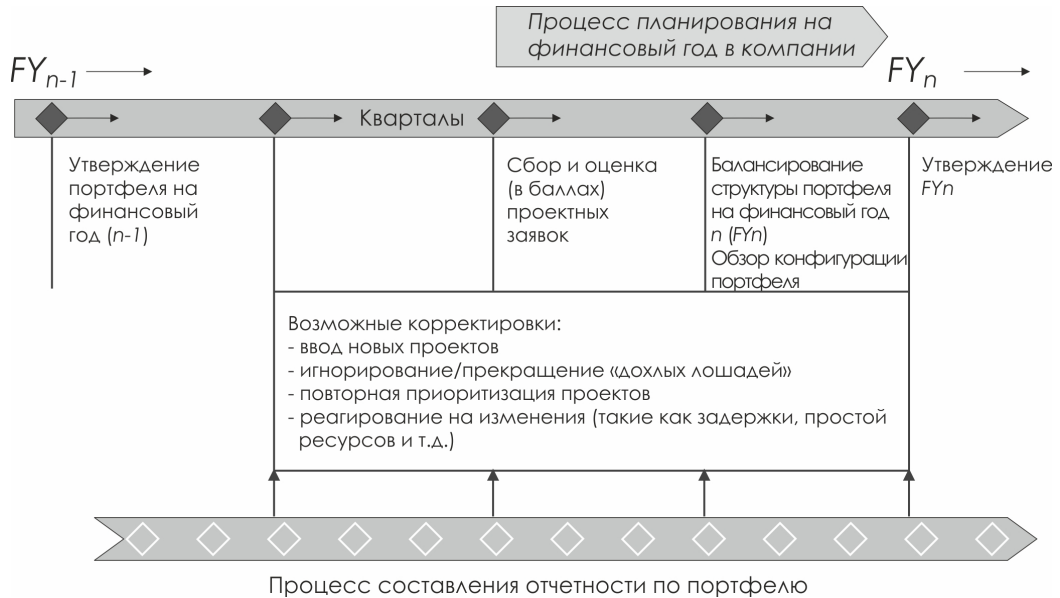 Процесс планирования на
финансовый год в компании
FYn-1
FYn
Кварталы
Утверждение
портфеля на
финансовый
год (n-1)
Сбор и оценка
(в баллах)
проектных
заявок
Балансирование
структуры портфеля
на финансовый год
n (FYn)
Обзор конфигурации
портфеля
Утверждение
FYn
Возможные корректировки:
- ввод новых проектов
- игнорирование/прекращение «дохлых лошадей»
- повторная приоритизация проектов
- реагирование на изменения (такие как задержки, простой
ресурсов и т.д.)
Процесс составления отчетности по портфелю